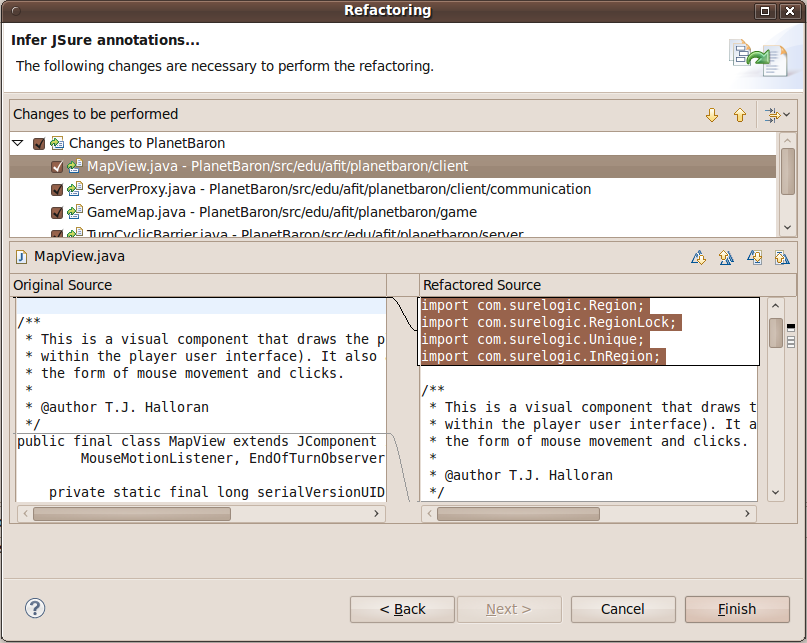 Refactoring
Infer JSure annotations...
The following changes are necessary to perform the refactoring.
Changes to be performed
Changes to PlanetBaron
MapView.java - PlanetBaron/src/edu/afit/planetbaron/client
ServerProxy.java - PlanetBaron/src/edu/afit/planetbaron/client/communication
GameMap.java - PlanetBaron/src/edu/afit/planetbaron/game
TurnCyclicBarrier.java - PlanetBaron/src/edu/afit/planetbaron/server
MapView.java
Original Source
/**
* This is a visual component that draws the p
* within the player user interface). It also
* the form of mouse movement and clicks.
*
* @author T.J. Halloran
*/
public final class MapView extends JComponent
MouseMotionListener, EndOfTurnObserver
private static final long serialVersionUID
Refactored Source
import com.surelogic.Region;
import com.surelogic.RegionLock;
import com.surelogic.Unique;
import com.surelogic.InRegion;
/**
* This is a visual component that draws t
* within the player user interface). It a
* the form of mouse movement and clicks.
*
* @author T.J. Halloran
*/
?
< Back
Next >
Cancel
Finish